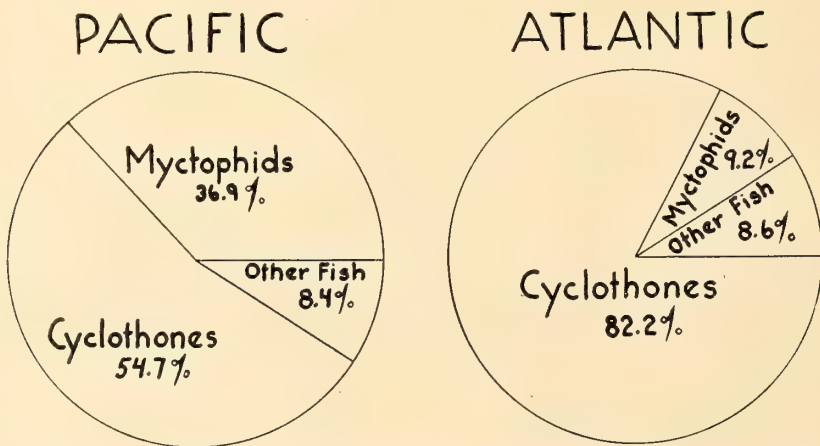 PACIFIC
Myctophids
36.9%
Other Fish
8.4%
Cyclothones
54.7%
ATLANTIC
Myctophids
9.2%
Other Fish
8.6%
Cyclothones
82.2%